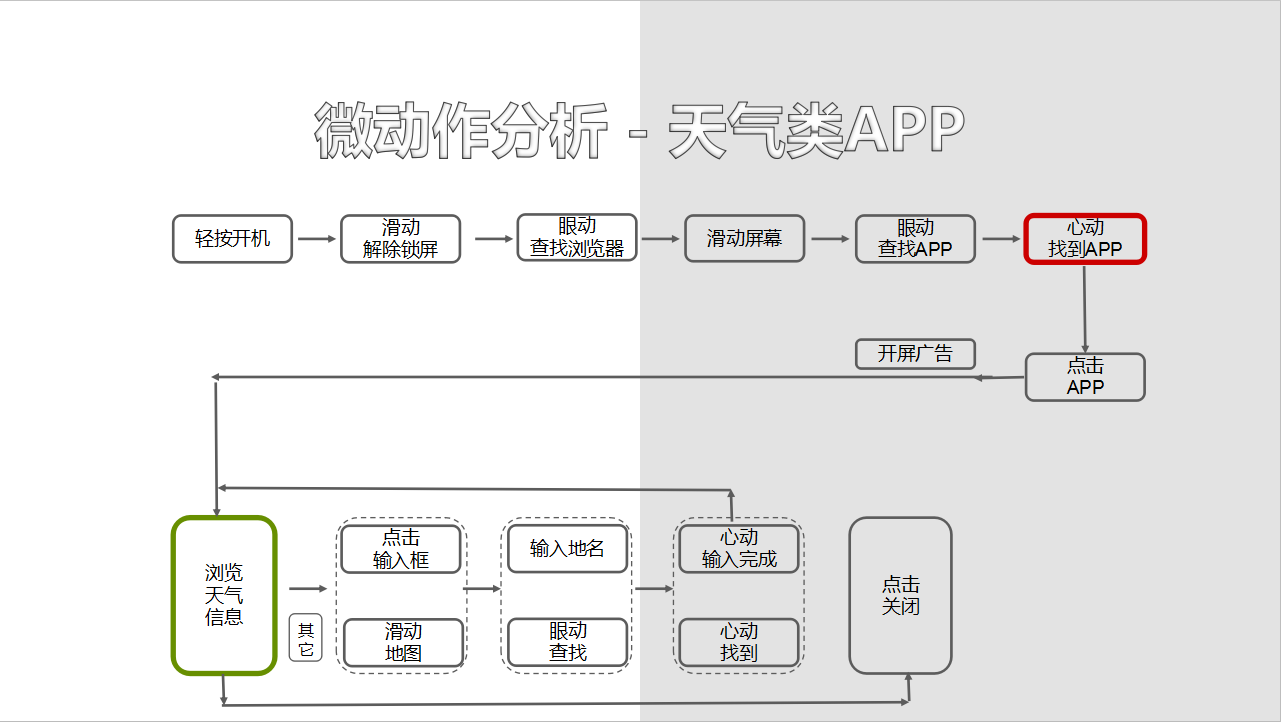 微动作分析 - 天气类APP
轻按开机
滑动
解除锁屏
眼动
查找浏览器
滑动屏幕
眼动
查找APP
心动
找到APP
开屏广告
点击
APP
浏览
天气
信息
其
它
点击
输入框
滑动
地图
输入地名
眼动
查找
心动
输入完成
心动
找到
点击
关闭